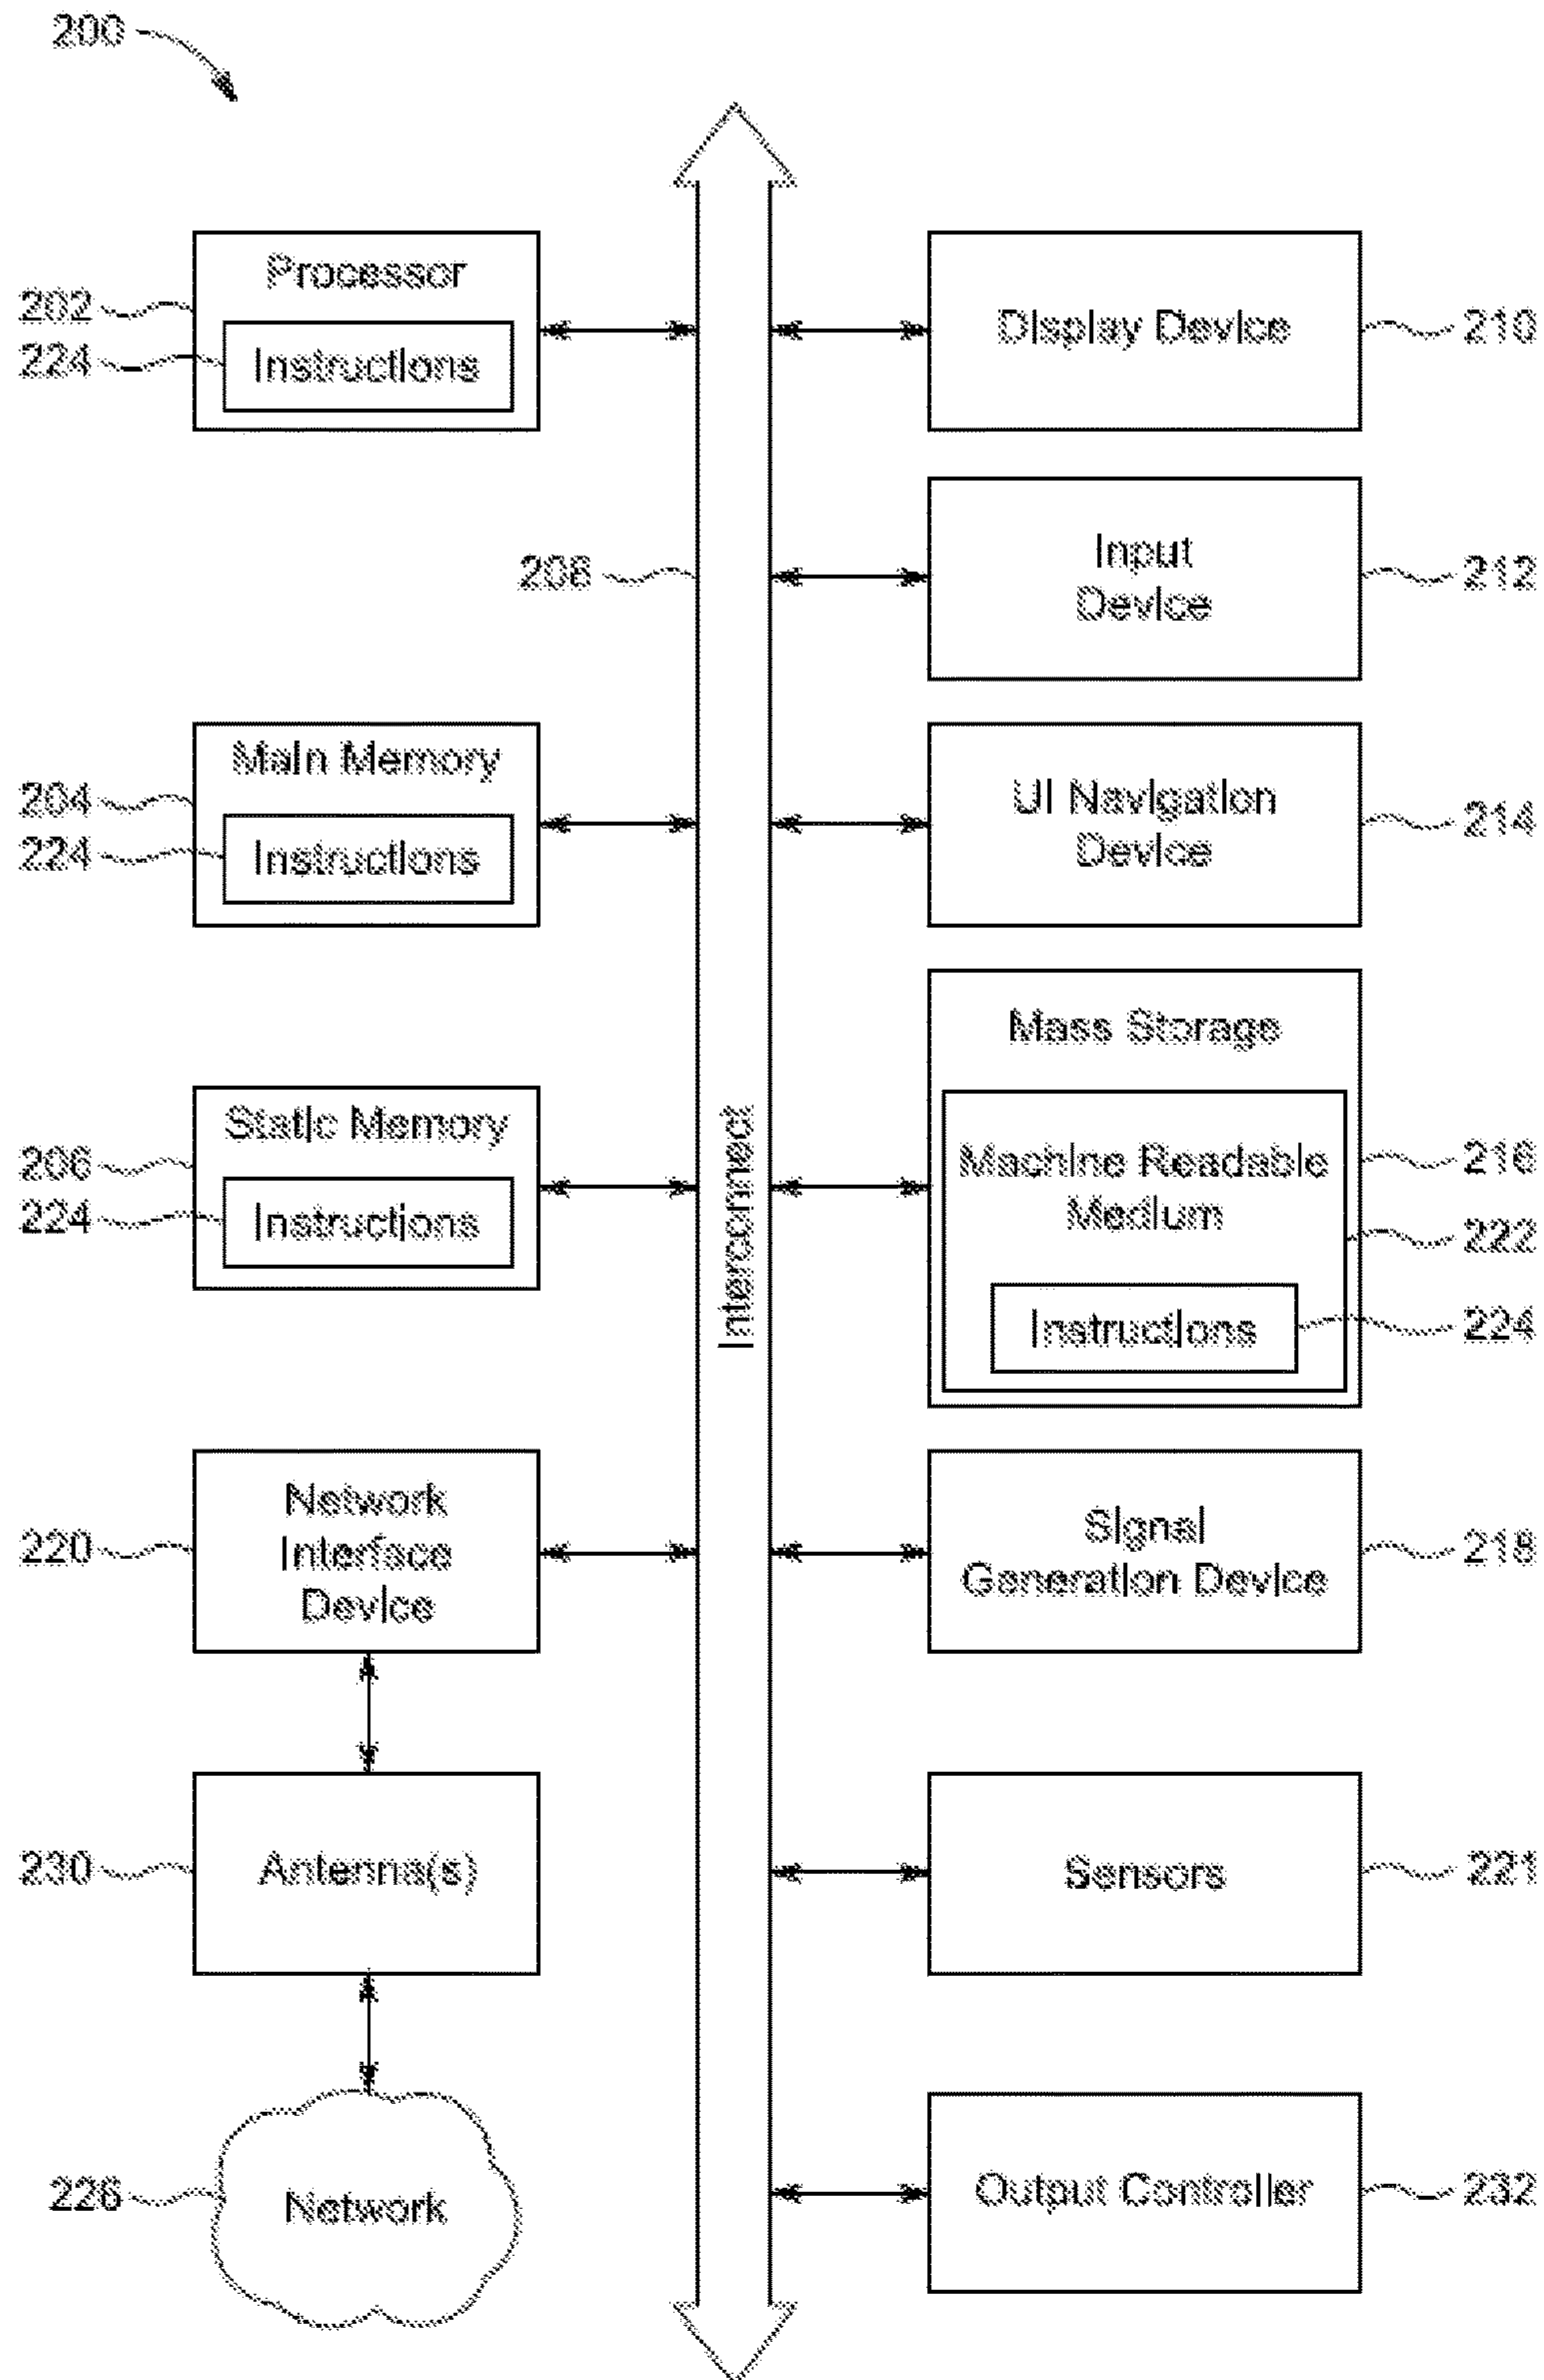 200
Processor
202
224
Instructions
Display Device
210
208
Input
Device
212
Main Memory
204
224
Instructions
UI Navigation
Device
214
Static Memory
206
224
Instructions
Interconnect
Mass Storage
Machine Readable
Medium
216
222
Instructions
224
Network
Interface
Device
220
Signal
Generation Device
218
Antenna(s)
230
Sensors
221
Network
226
Output Controller
232